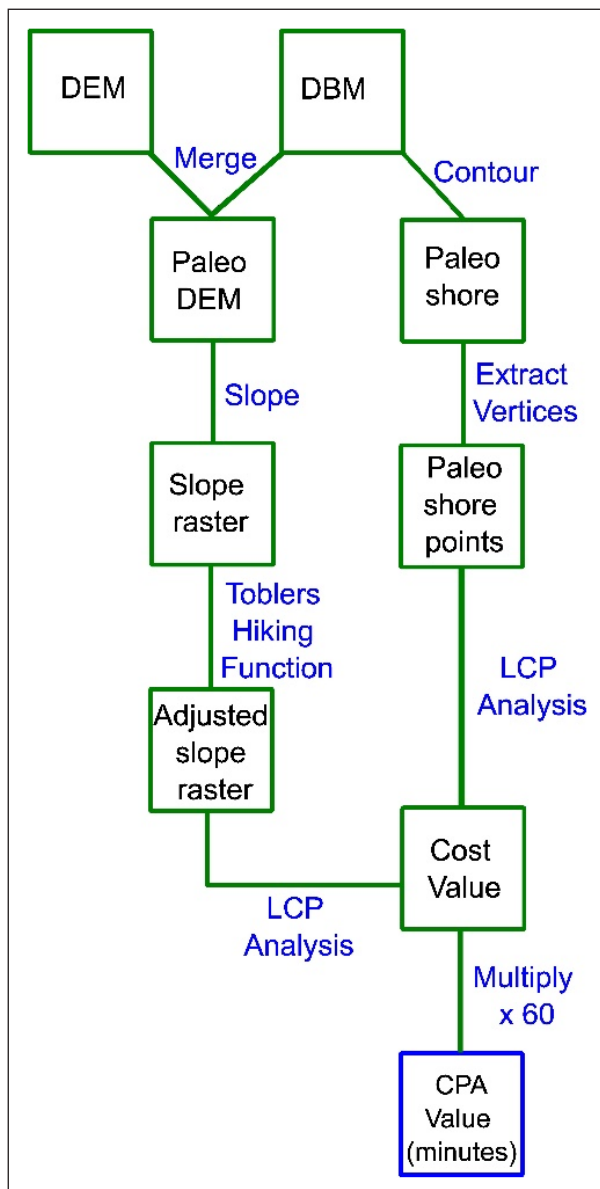 DEM
DBM
Merge
Contour
Paleo
DEM
Paleo
shore
Slope
Extract
Vertices
Slope
raster
Paleo
shore
points
Toblers
Hiking
Function
LCP
Analysis
Adjusted
slope
raster
Cost
Value
LCP
Analysis
Multiply
x 60
CPA
Value
(minutes)